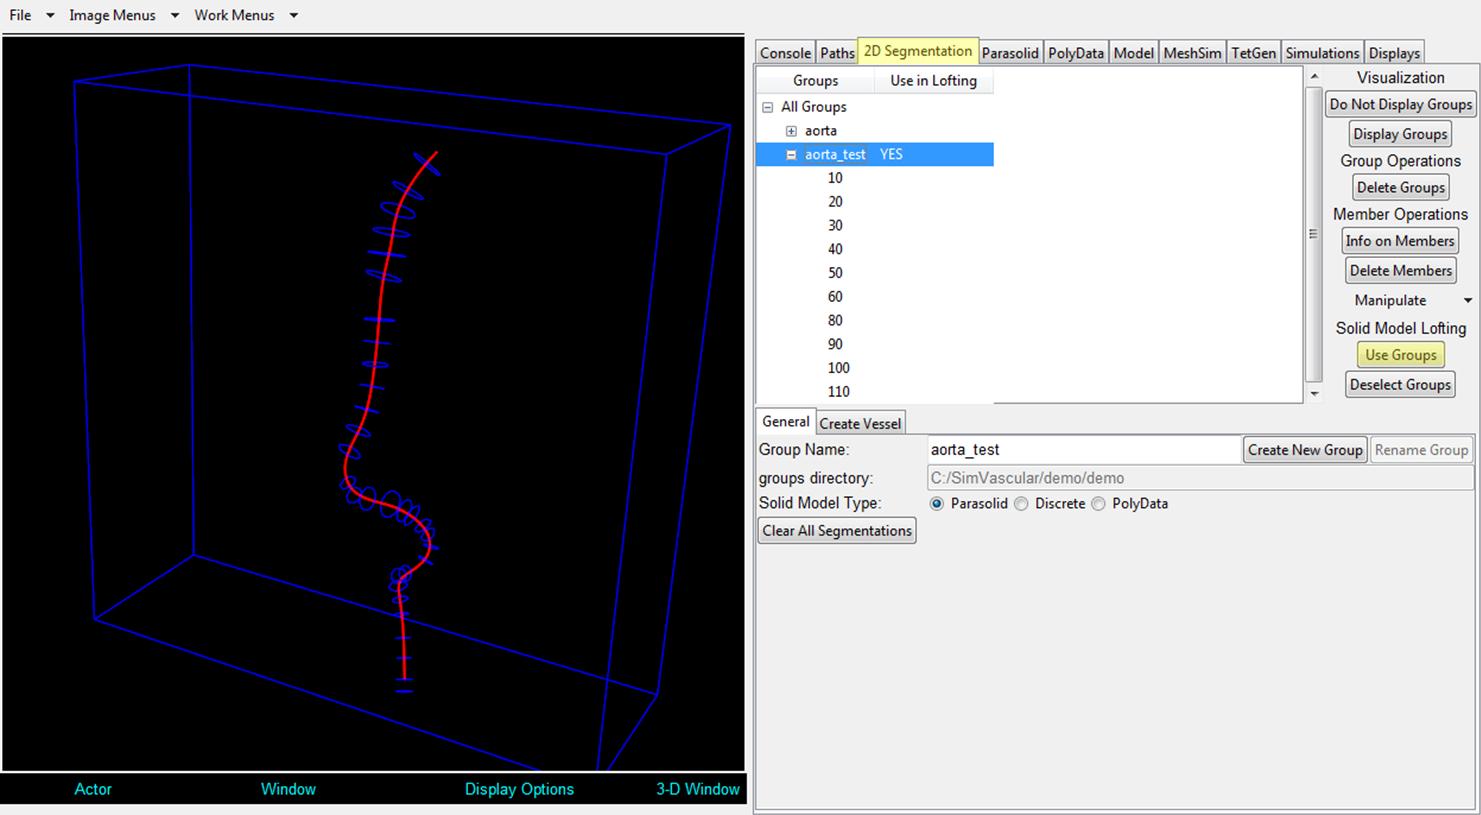 File Image Menus Work Menus
Console Paths 2D Segmentation Parasolid PolyData Model MeshSim TetGen Simulations Displays
Groups Use in Lofting
All Groups
aorta
aorta_test YES
10
20
30
40
50
60
80
90
100
110
Visualization
Do Not Display Groups
Display Groups
Group Operations
Delete Groups
Member Operations
Info on Members
Delete Members
Manipulate
Solid Model Lofting
Use Groups
Deselect Groups
General Create Vessel
Group Name: aorta_test Create New Group Rename Group
groups directory: C:/SimVascular/demo/demo
Solid Model Type: Parasolid Discrete PolyData
Clear All Segmentations
Actor Window Display Options 3-D Window